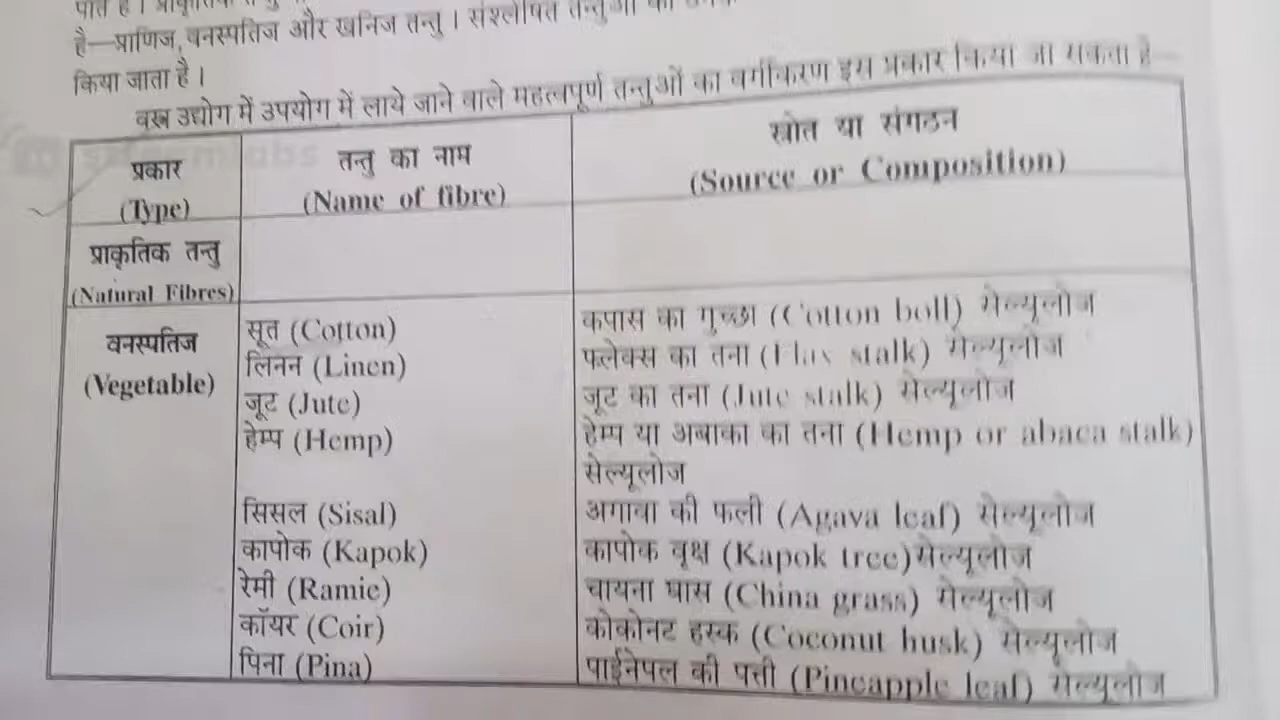 है—प्राणिज, वनस्पतिज और खनिज तन्तु । संश्लेषित तन्तुओं
किया जाता है ।
वस्त्र उद्योग में उपयोग में लाये जाने वाले महत्वपूर्ण तन्तुओं का वर्गीकरण इस प्रकार किया जा सकता है—
प्रकार
(Type)
तन्तु का नाम
(Name of fibre)
स्रोत या संगठन
(Source or Composition)
प्राकृतिक तन्तु
(Natural Fibres)
वनस्पतिज
(Vegetable)
सूत (Cotton)
कपास का गुच्छा (Cotton boll) सेल्यूलोज
लिनन (Linen)
फ्लेक्स का तना (Flax stalk) सेल्यूलोज
जूट (Jute)
जूट का तना (Jute stalk) सेल्यूलोज
हेम्प (Hemp)
हेम्प या अबाका का तना (Hemp or abaca stalk)
सेल्यूलोज
सिसल (Sisal)
अगावा की फली (Agava leaf) सेल्यूलोज
कापोक (Kapok)
कापोक वृक्ष (Kapok tree)सेल्यूलोज
रेमी (Ramie)
चायना घास (China grass) सेल्यूलोज
कॉयर (Coir)
कोकोनट हस्क (Coconut husk) सेल्यूलोज
पिना (Pina)
पाईनेपल की पत्ती (Pineapple leaf) सेल्यूलोज